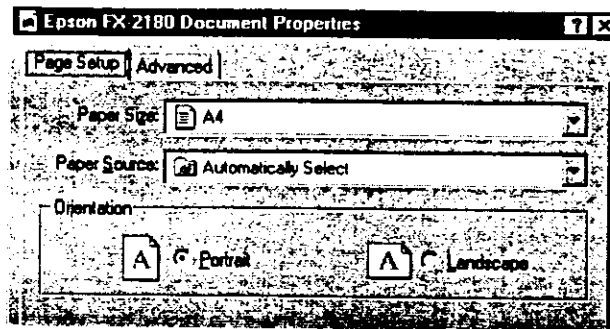 Epson FX-2180 Document Properties ? X
Page Setup Advanced
Paper Size: A4
Paper Source: Automatically Select
Orientation
A Portrait A Landscape